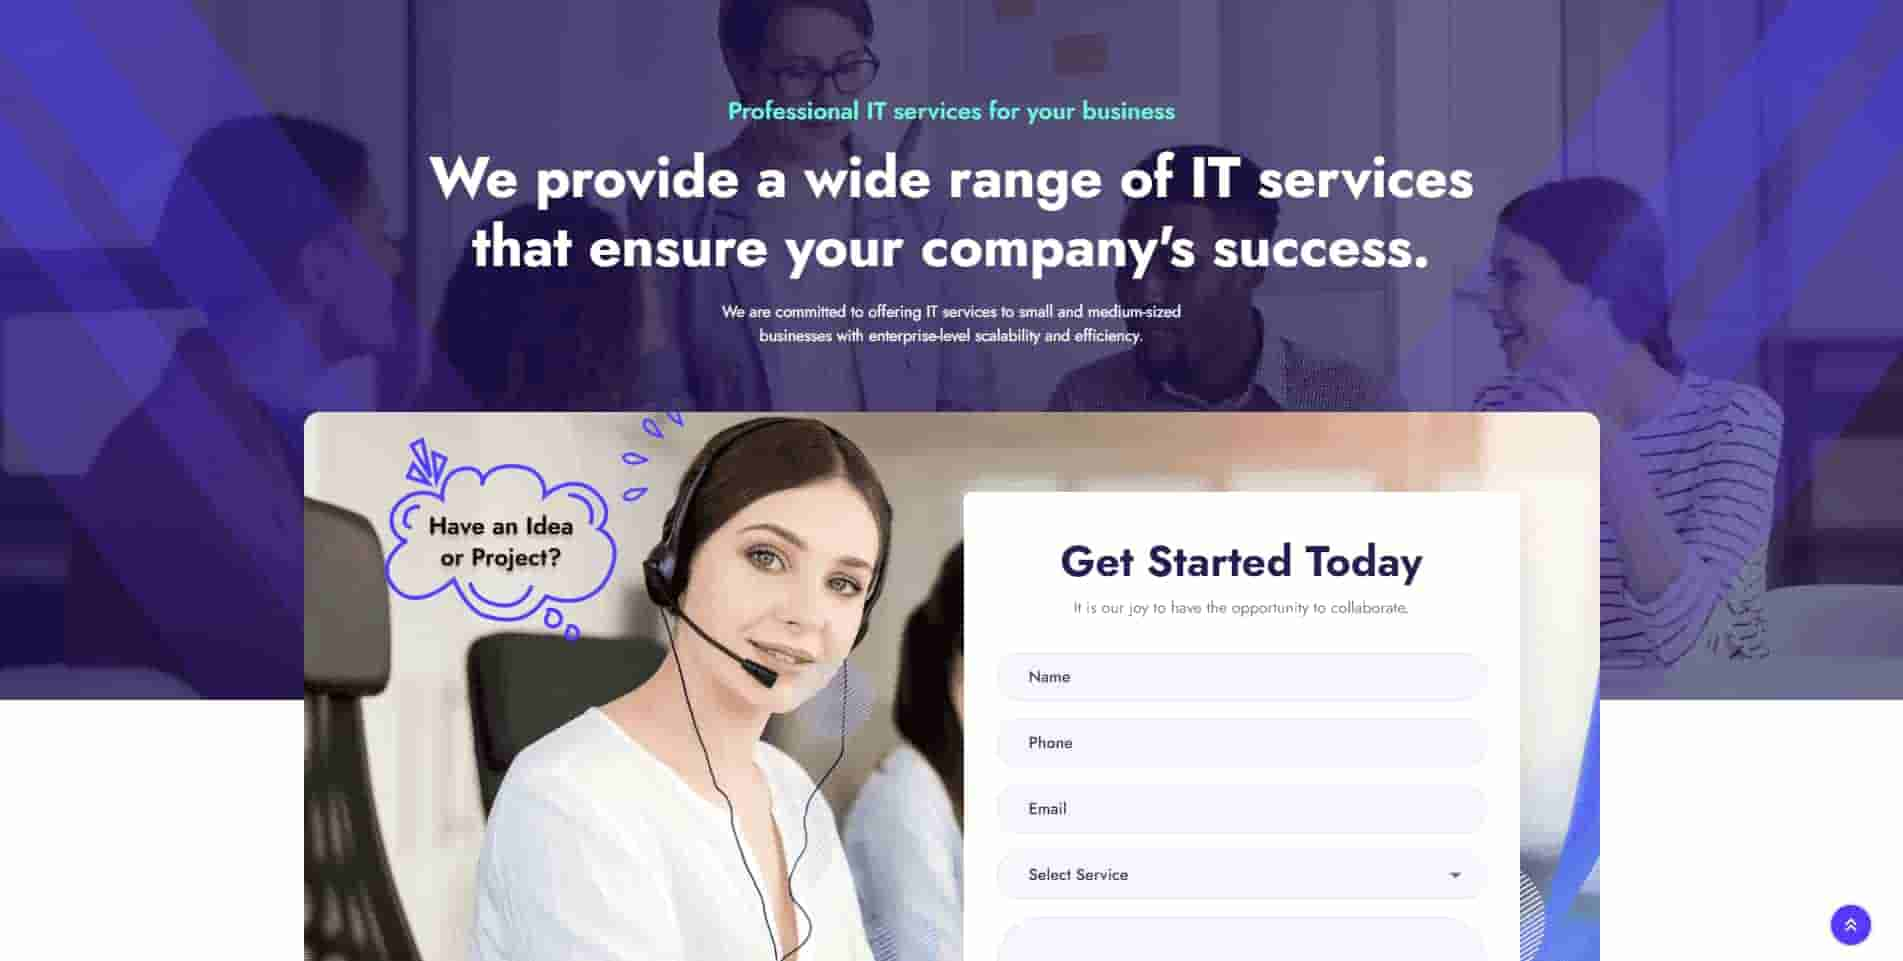 Professional IT services for your business
We provide a wide range of IT services
that ensure your company's success.
We are committed to offering IT services to small and medium-sized
businesses with enterprise-level scalability and efficiency.
Have an Idea
or Project?
Get Started Today
It is our joy to have the opportunity to collaborate.
Name
Phone
Email
Select Service